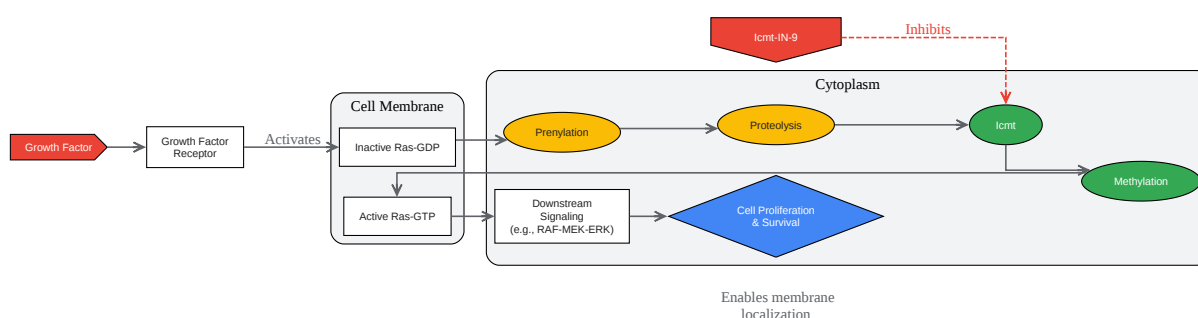 Icmt-IN-9
Inhibits
Cytoplasm
Cell Membrane
Growth Factor
Growth Factor
Receptor
Activates
Inactive Ras-GDP
Prenylation
Proteolysis
Icmt
Methylation
Active Ras-GTP
Downstream
Signaling
(e.g., RAF-MEK-ERK)
Cell Proliferation
& Survival
Enables membrane
localization